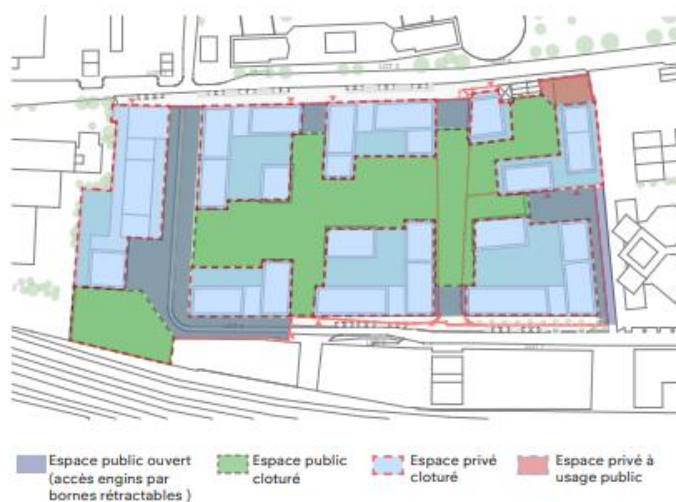 Espace public ouvert
(accès engins par
bornes rétractables )
Espace public
cloturé
Espace privé
cloturé
Espace privé à
usage public